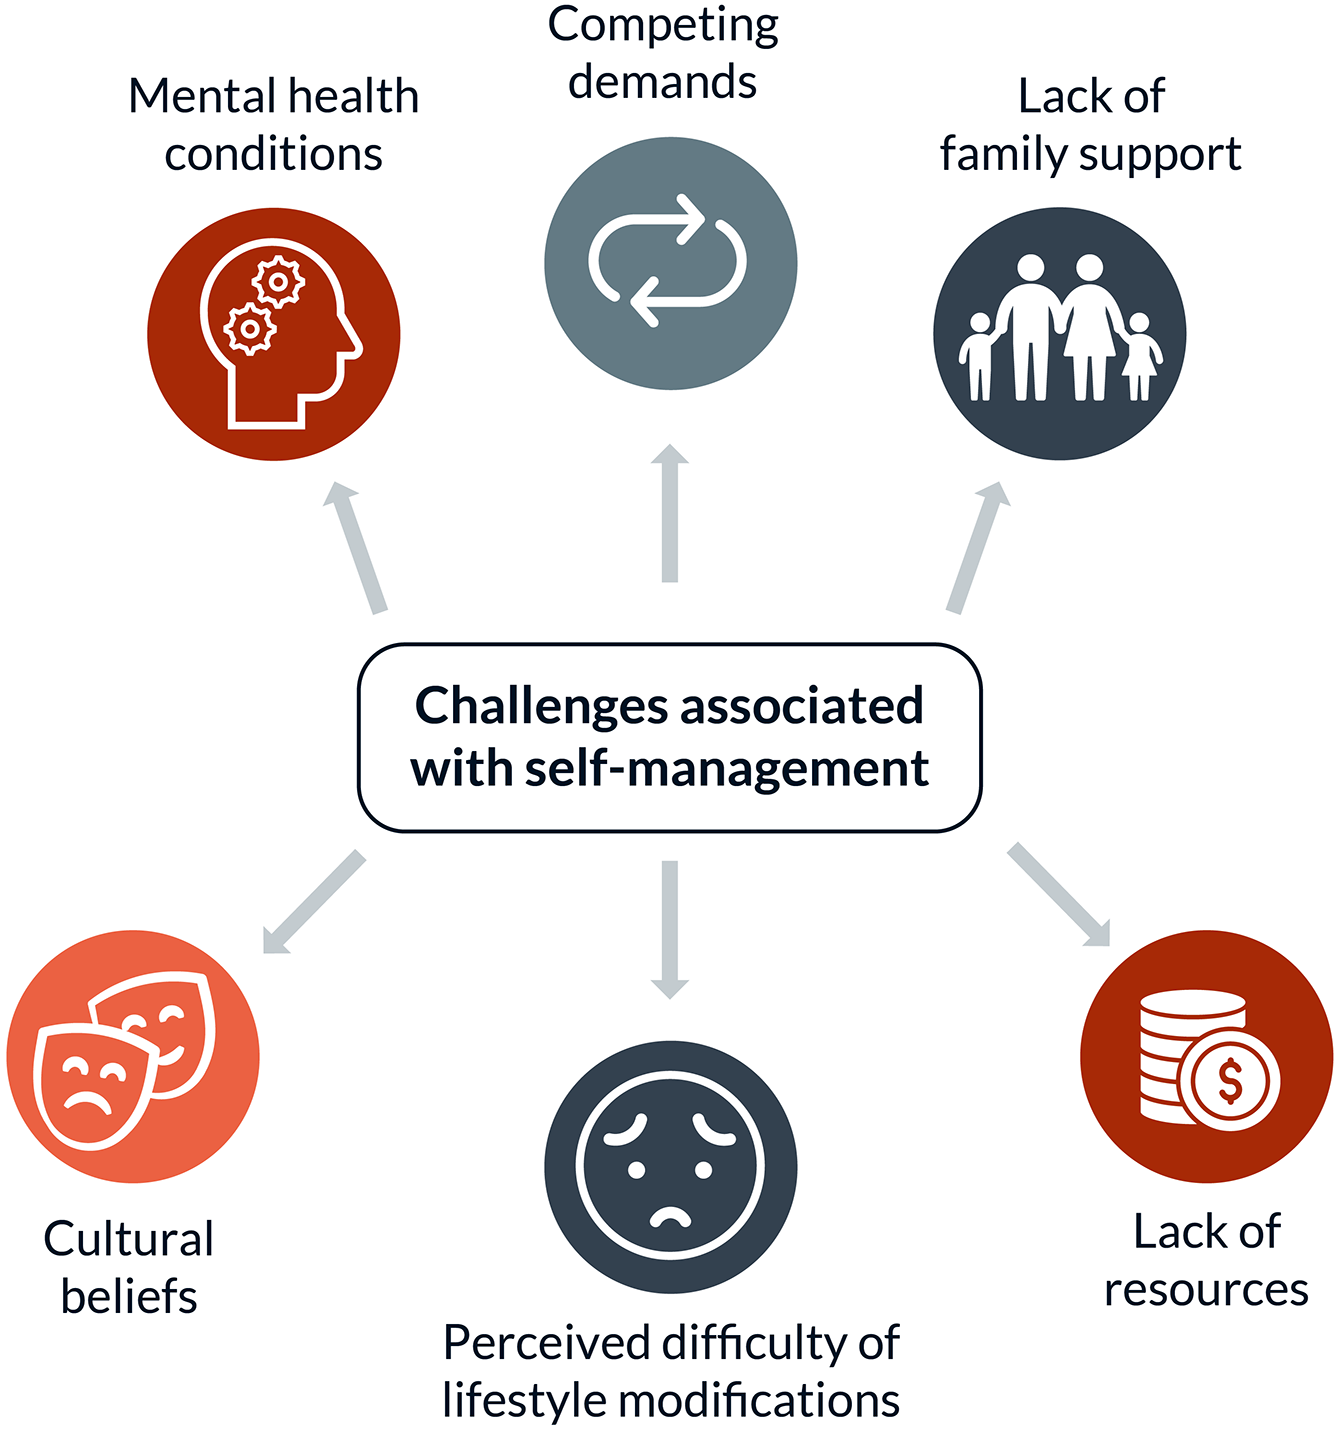 Competing
demands
Mental health
conditions
Lack of
family support
Challenges associated
with self-management
$
Cultural
beliefs
Lack of
resources
Perceived difficulty of
lifestyle modifications